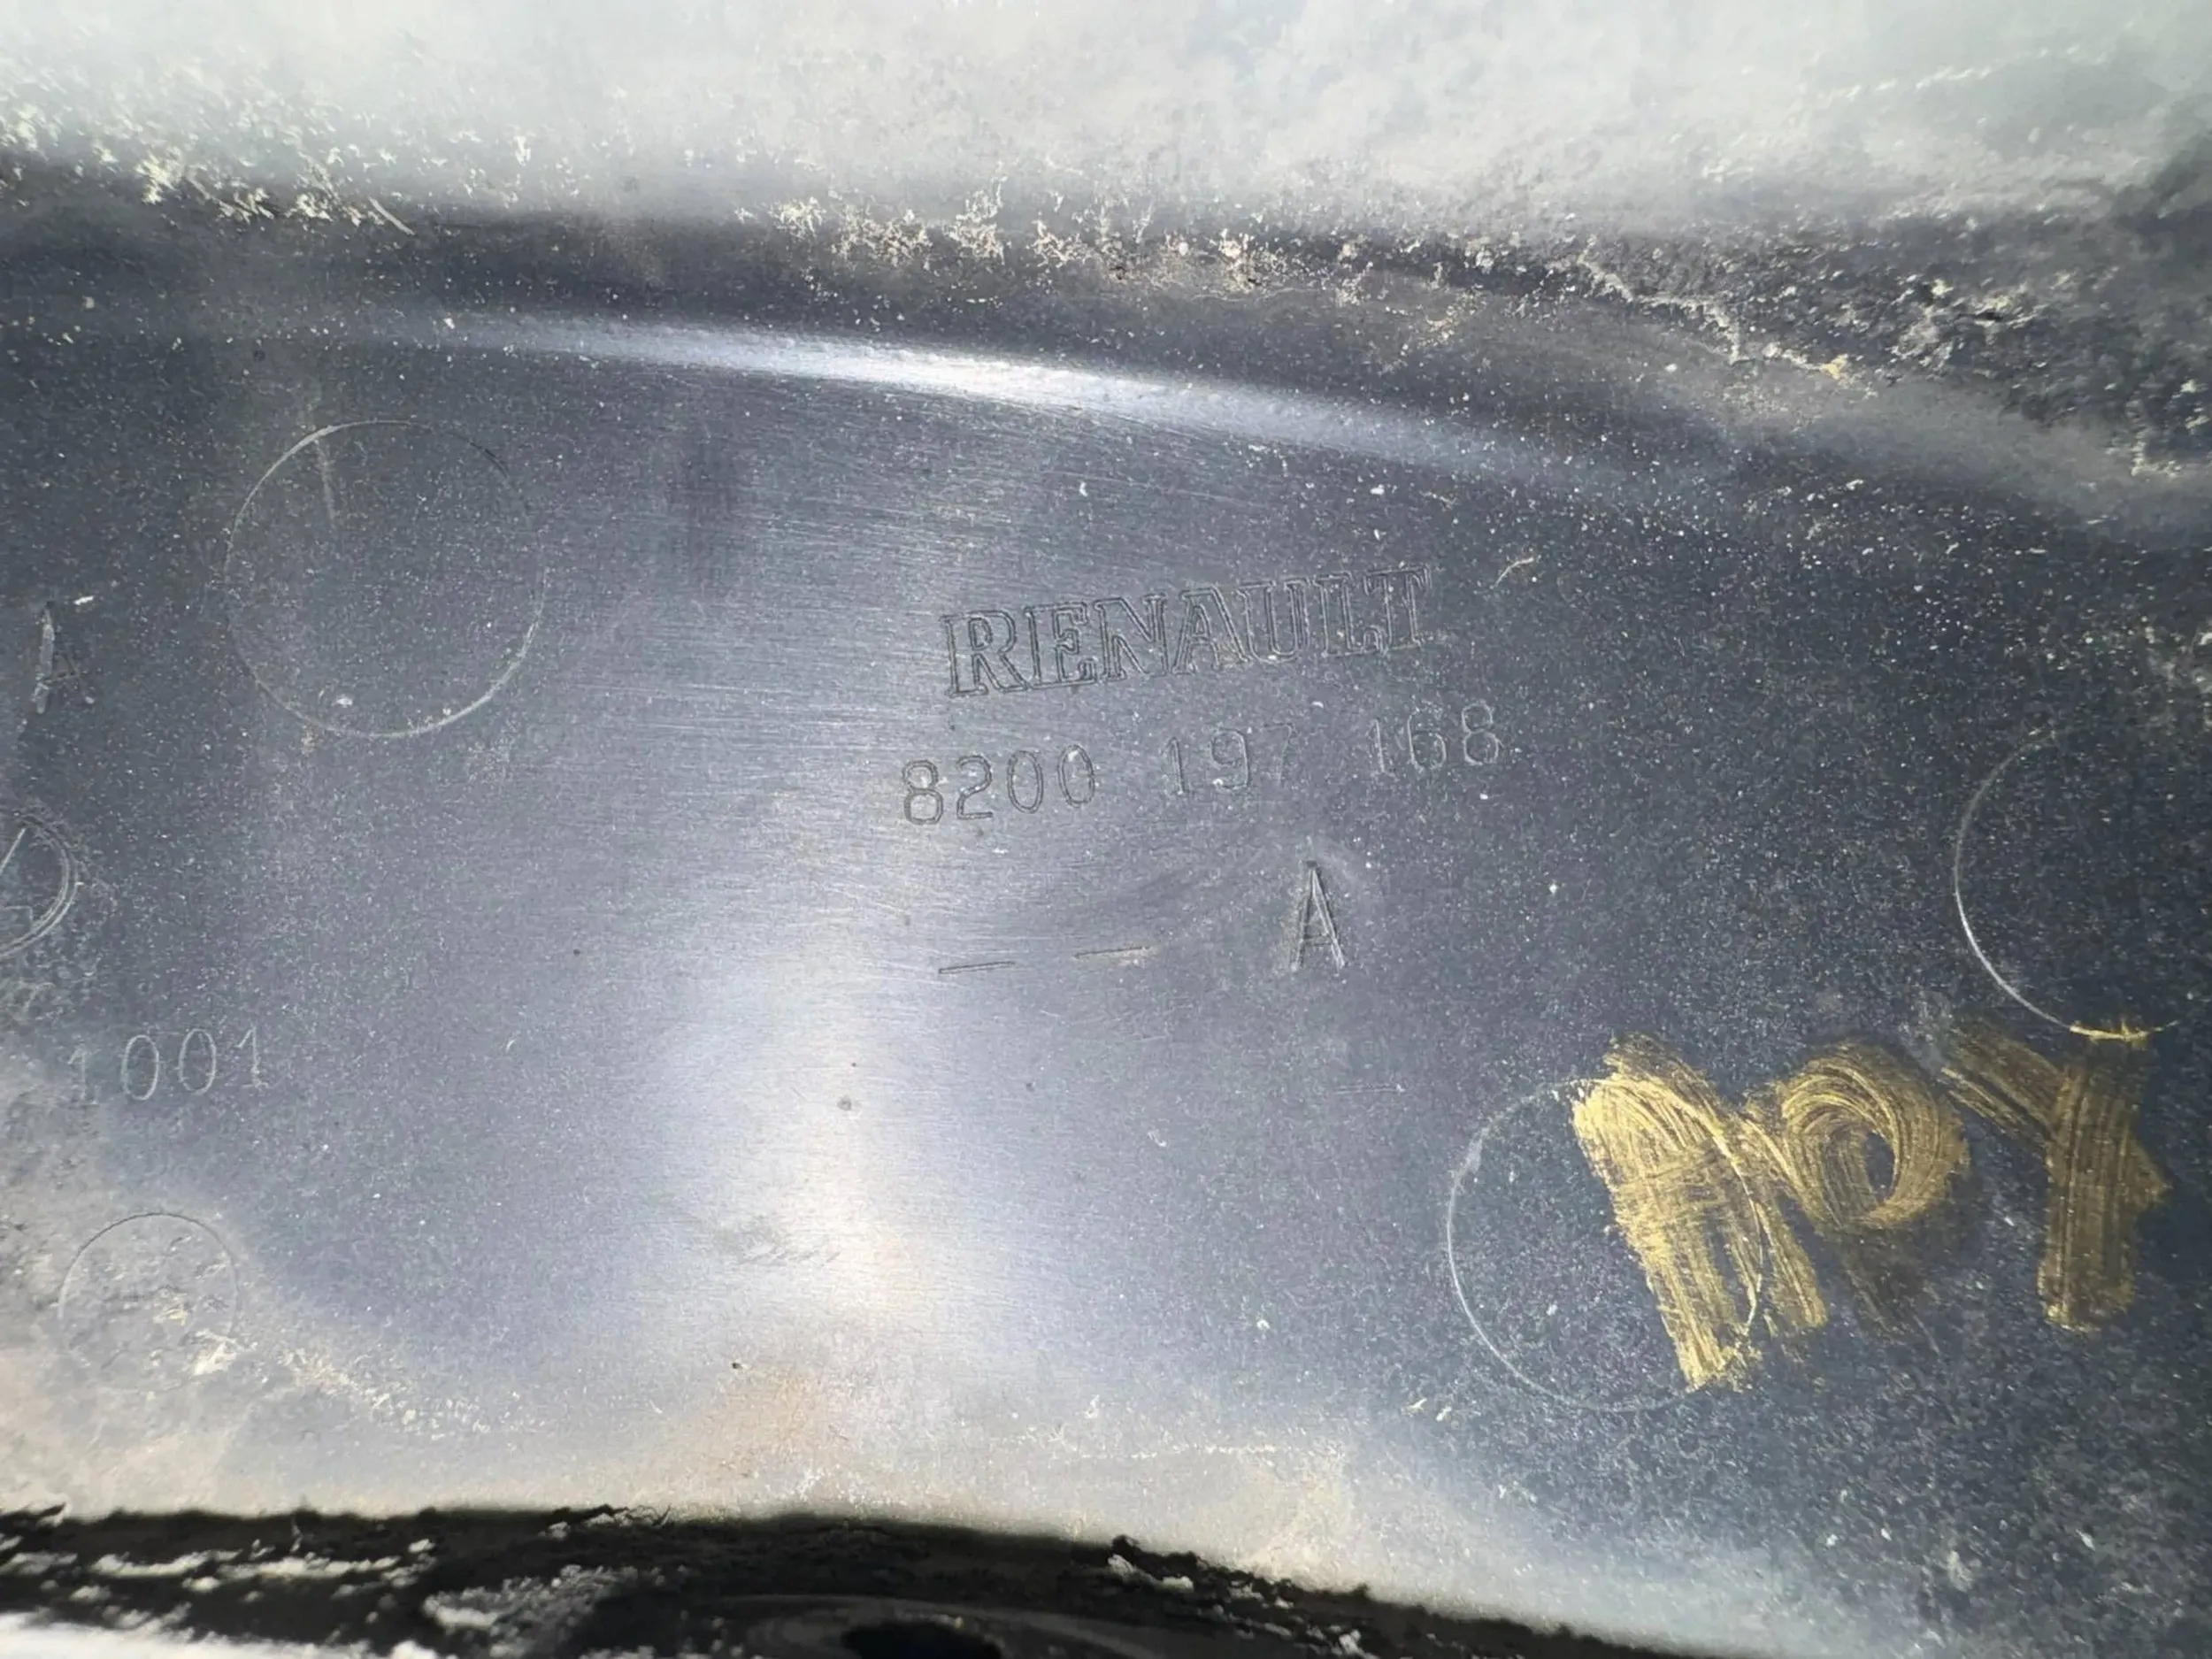 RENAULT
8200 197 168
— — A
A
1001